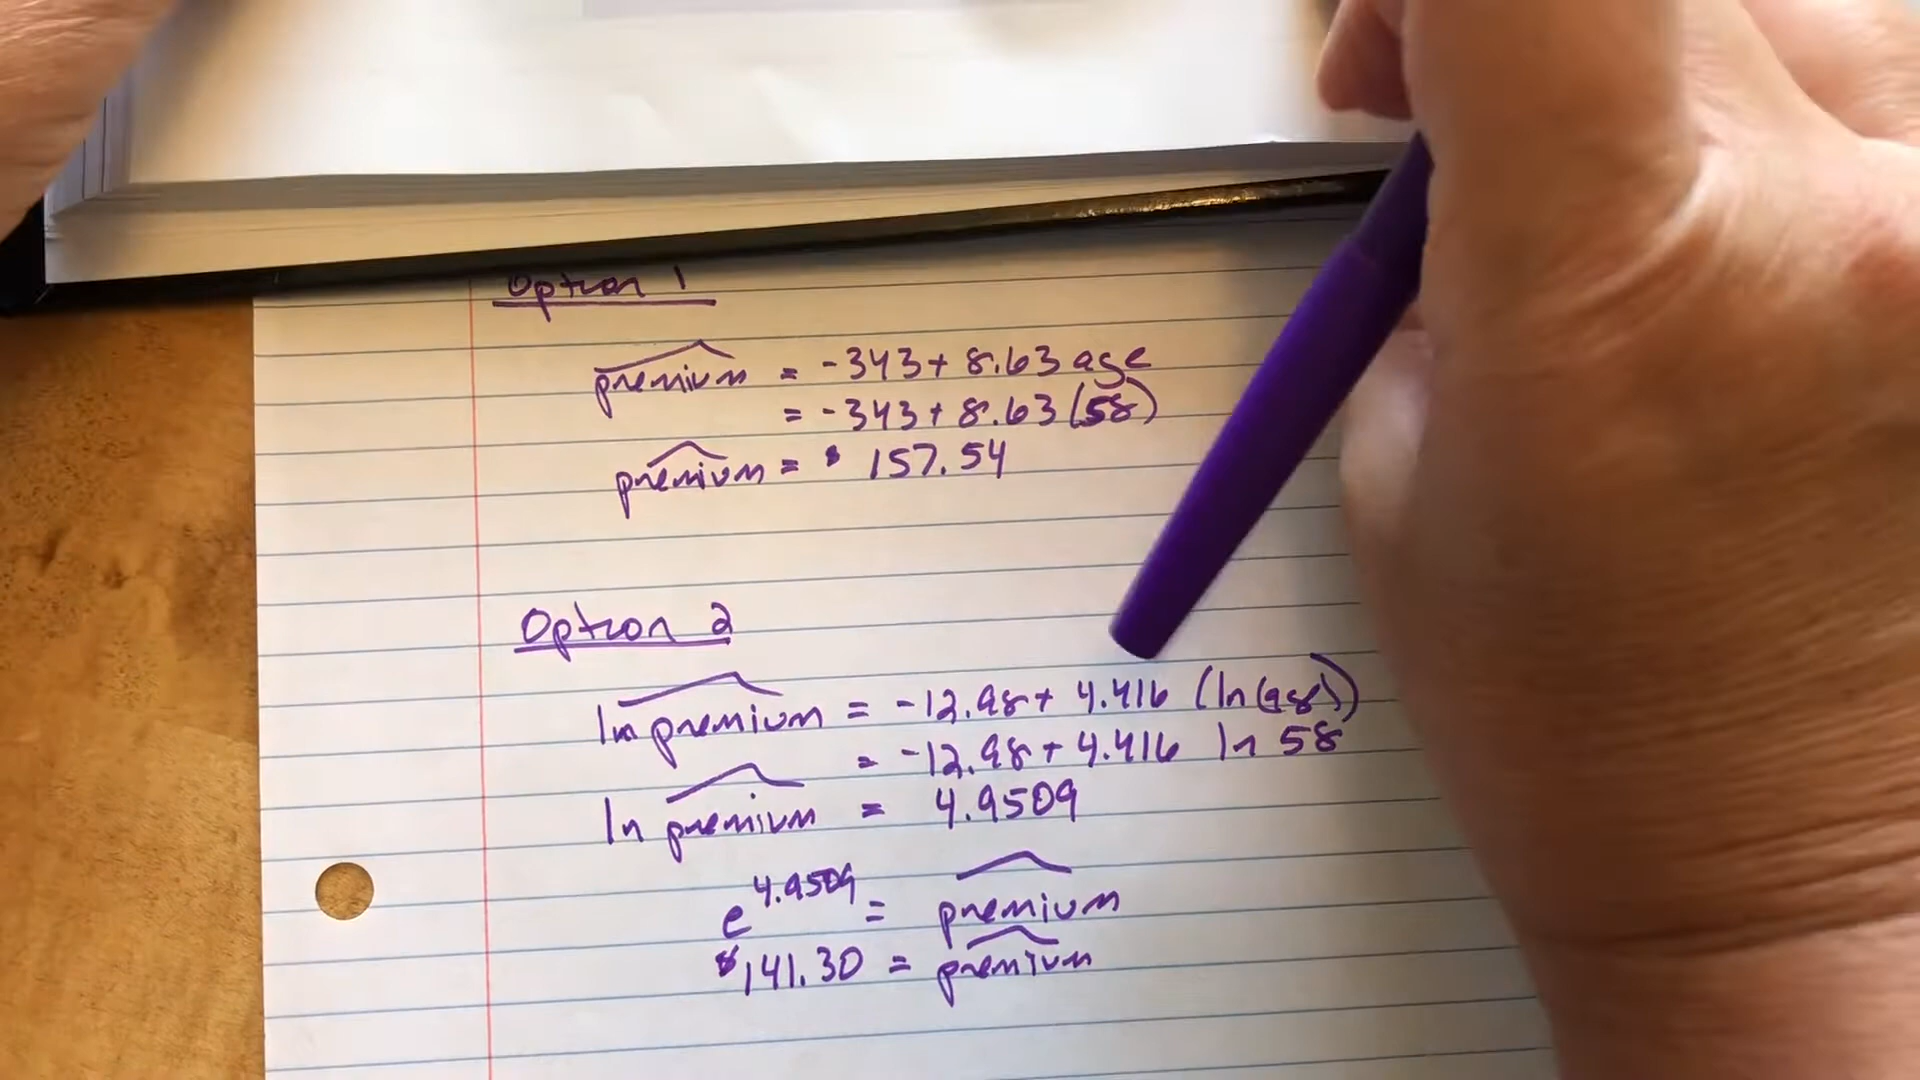 Option 1
premium = -343 + 8.63 age
= -343 + 8.63 (58)
premium = $ 157.54
Option 2
ln premium = -12.98 + 4.416 (ln(age))
= -12.98 + 4.416 ln 58
ln premium = 4.9509
e^4.9509 = premium
$141.30 = premium